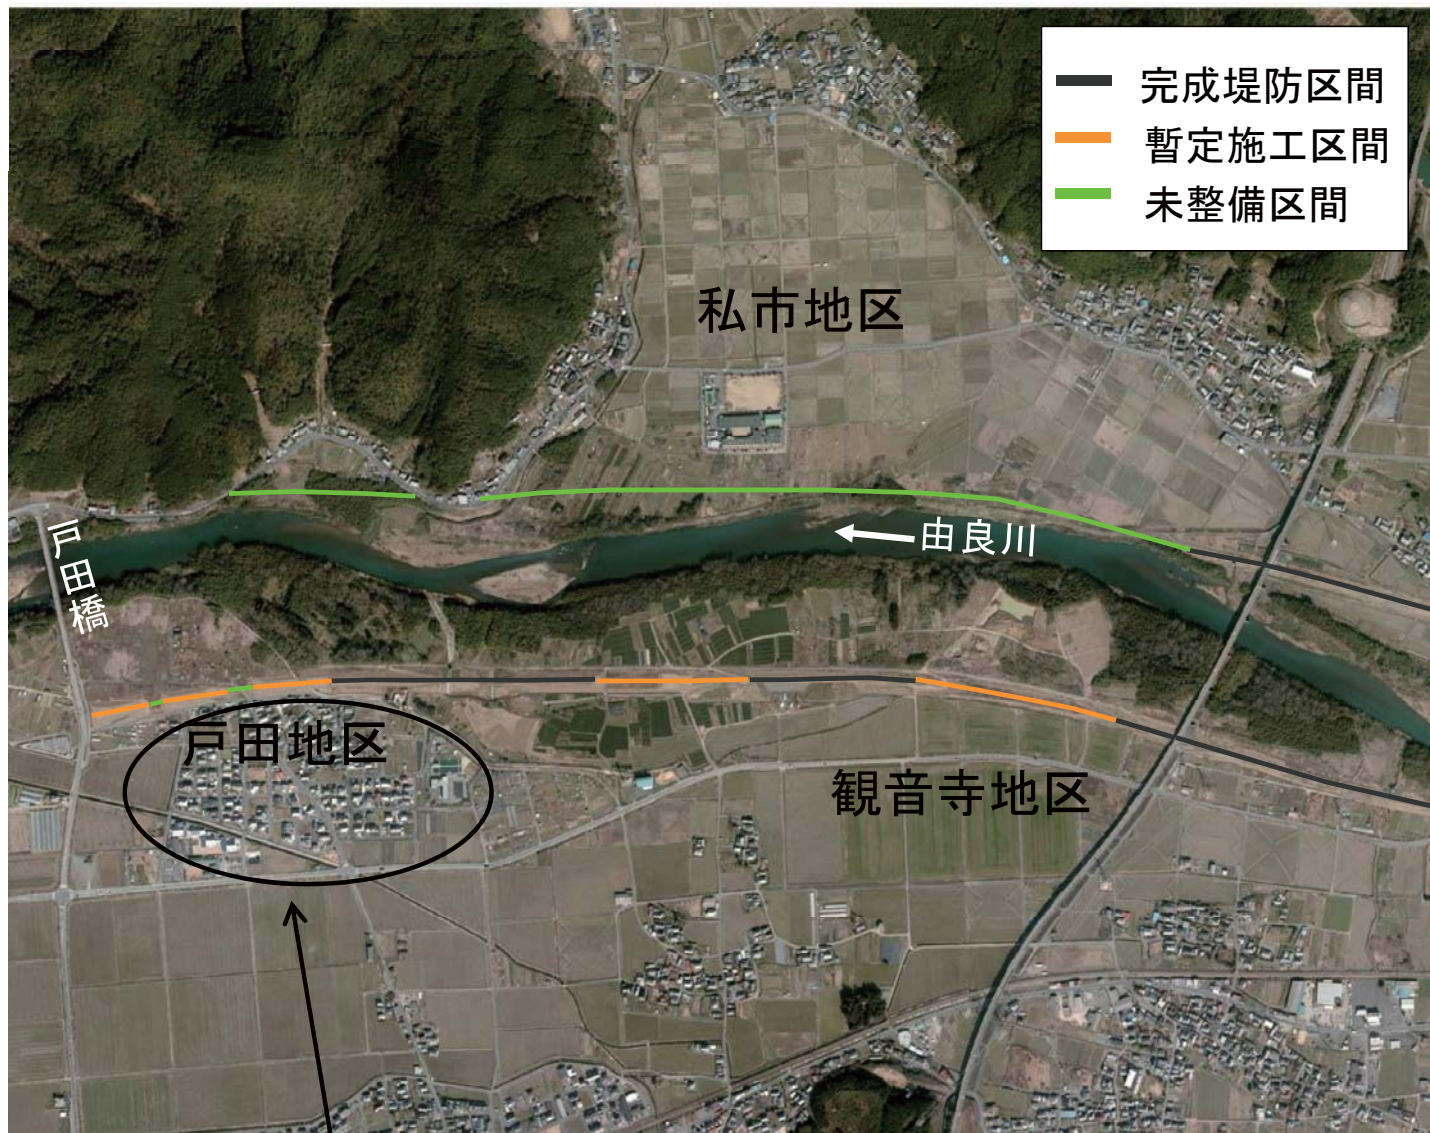 完成堤防区間
暫定施工区間
未整備区間
私市地区
由良川
戸田橋
戸田地区
観音寺地区